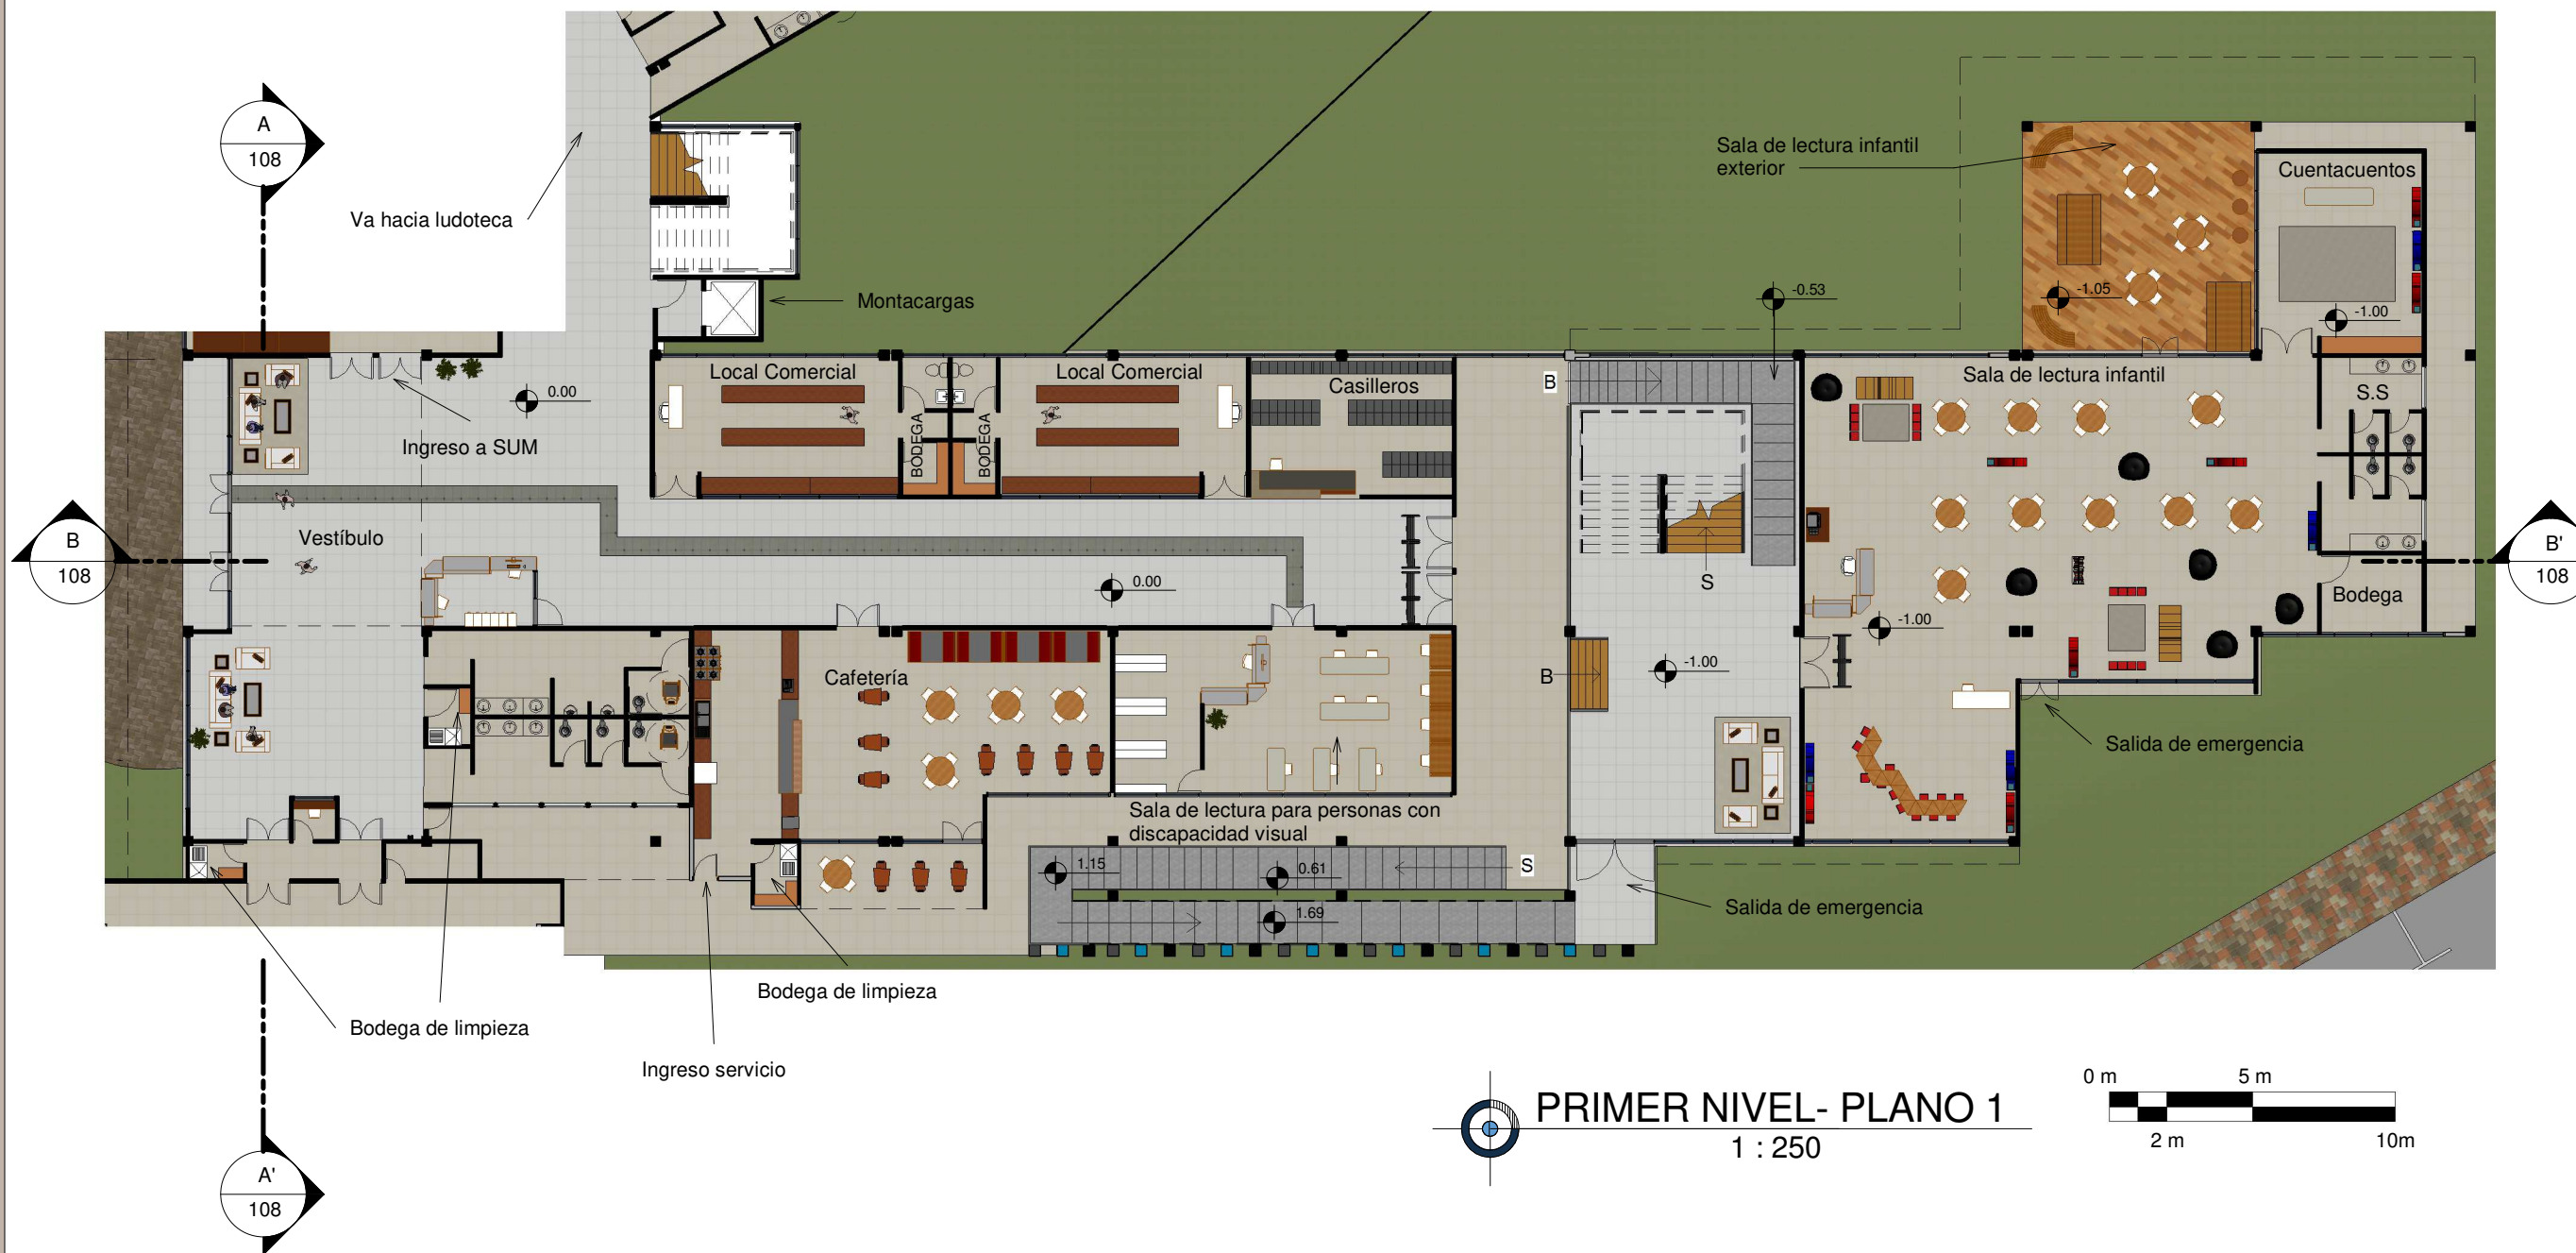 A
108
Va hacia ludoteca
Montacargas
Sala de lectura infantil
exterior
Cuentacuentos
-0.53
-1.05
-1.00
0.00
Ingreso a SUM
Local Comercial
BODEGA
BODEGA
Local Comercial
Casilleros
B
Sala de lectura infantil
S.S
B
108
Vestíbulo
0.00
S
B'
108
Bodega
-1.00
Cafetería
B
-1.00
Salida de emergencia
Sala de lectura para personas con
discapacidad visual
1.15
0.61
S
1.69
Salida de emergencia
Bodega de limpieza
Bodega de limpieza
Ingreso servicio
PRIMER NIVEL- PLANO 1
1 : 250
0 m
5 m
2 m
10m
A'
108